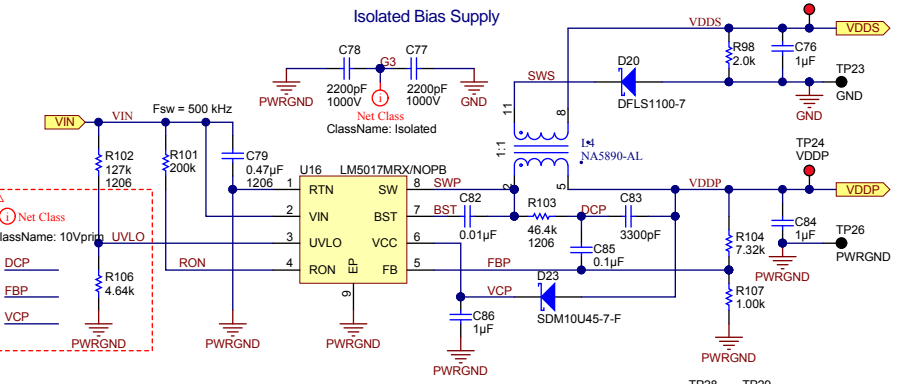 Isolated Bias Supply
VDDS
VDDS
C78
C77
G3
2200pF
1000V
2200pF
1000V
PWRGND
GND
Net Class
ClassName: Isolated
D20
SWS
DFLS1100-7
R98
2.0k
C76
1µF
TP23
GND
GND
11
8
1:1
L4
NA5890-AL
2
5
VIN
VIN
Fsw = 500 kHz
R102
127k
1206
R101
200k
C79
0.47µF
1206
U16
LM5017MRX/NOPB
1
RTN
SW
8
SWP
2
VIN
BST
7
BST
3
UVLO
VCC
6
4
RON
FB
5
FBP
EP
9
C82
0.01µF
R103
46.4k
1206
DCP
C83
3300pF
C85
0.1µF
VDDP
TP24
VDDP
VDDP
C84
1µF
TP26
PWRGND
PWRGND
R104
7.32k
R107
1.00k
PWRGND
Net Class
lassName: 10Vprim
UVLO
DCP
FBP
VCP
R106
4.64k
PWRGND
RON
PWRGND
PWRGND
VCP
D23
SDM10U45-7-F
C86
1µF
PWRGND
TP28
TP29